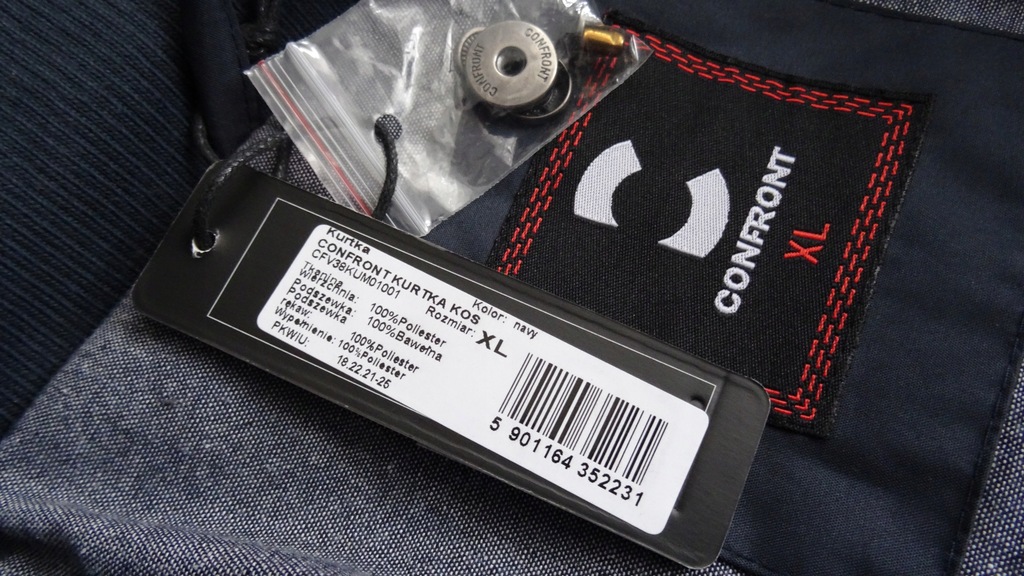 CONFRONT
CONFRONT
CONFRONT
XL
Kurtka
CONFRONT KURTKA KOS
CFV36KUM01001
Kolor: navy
Tkanina
Rozmiar: XL
Wierzchnia: 100%Poliester
Podszewka: 100%Bawełna
Podszewka
rękaw: 100%Poliester
Wypełnienie: 100%Poliester
PKWIU: 18.22.21-25
5 901164 352231